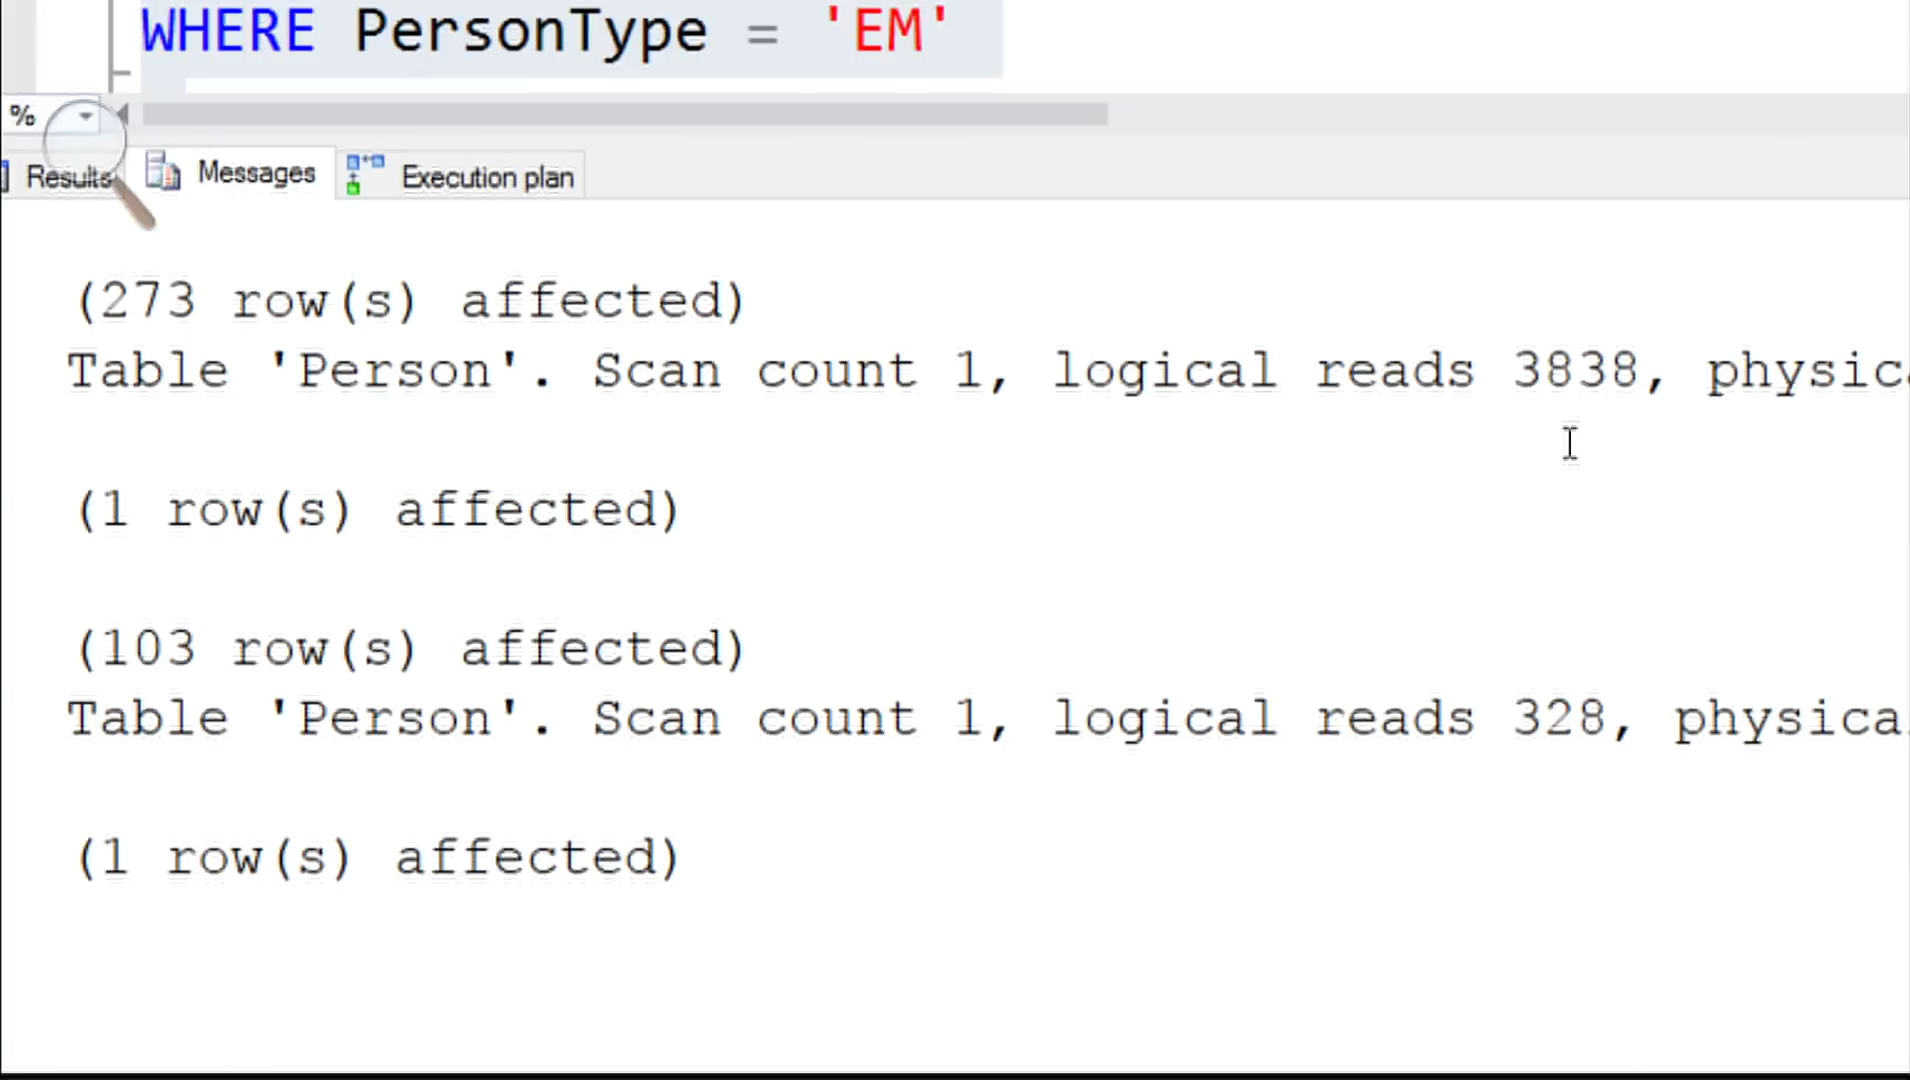 WHERE PersonType = 'EM'
%
Results Messages Execution plan
(273 row(s) affected)
Table 'Person'. Scan count 1, logical reads 3838,
(1 row(s) affected)
(103 row(s) affected)
Table 'Person'. Scan count 1, logical reads 328, physica
(1 row(s) affected)